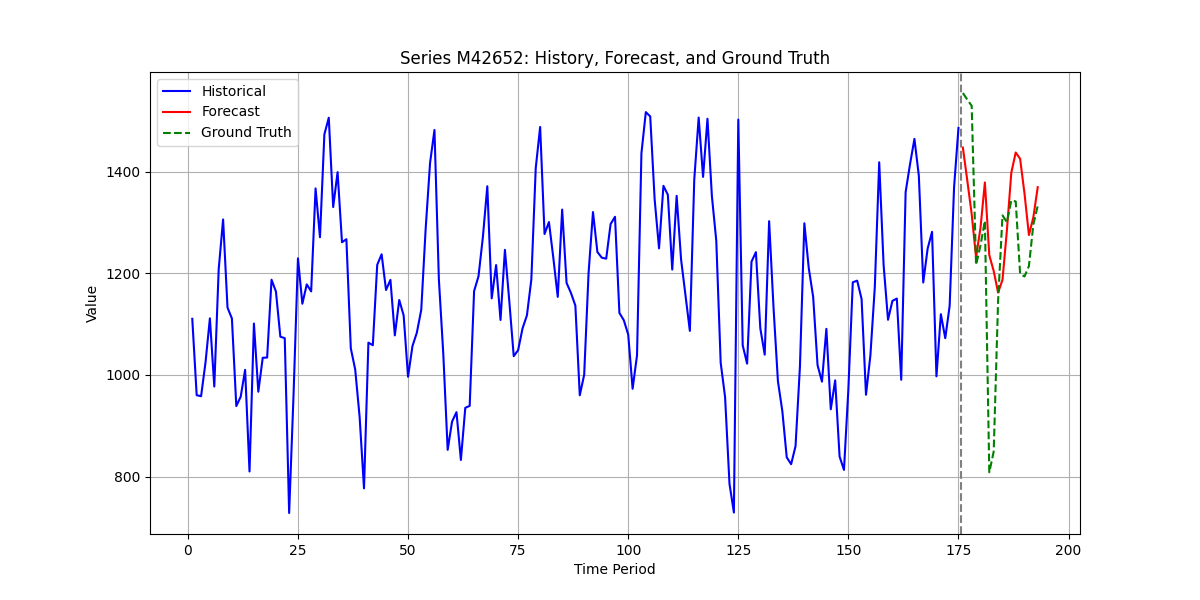 Series M42652: History, Forecast, and Ground Truth
Historical
Forecast
Ground Truth
Value
1400
1200
1000
800
0 25 50 75 100 125 150 175 200
Time Period